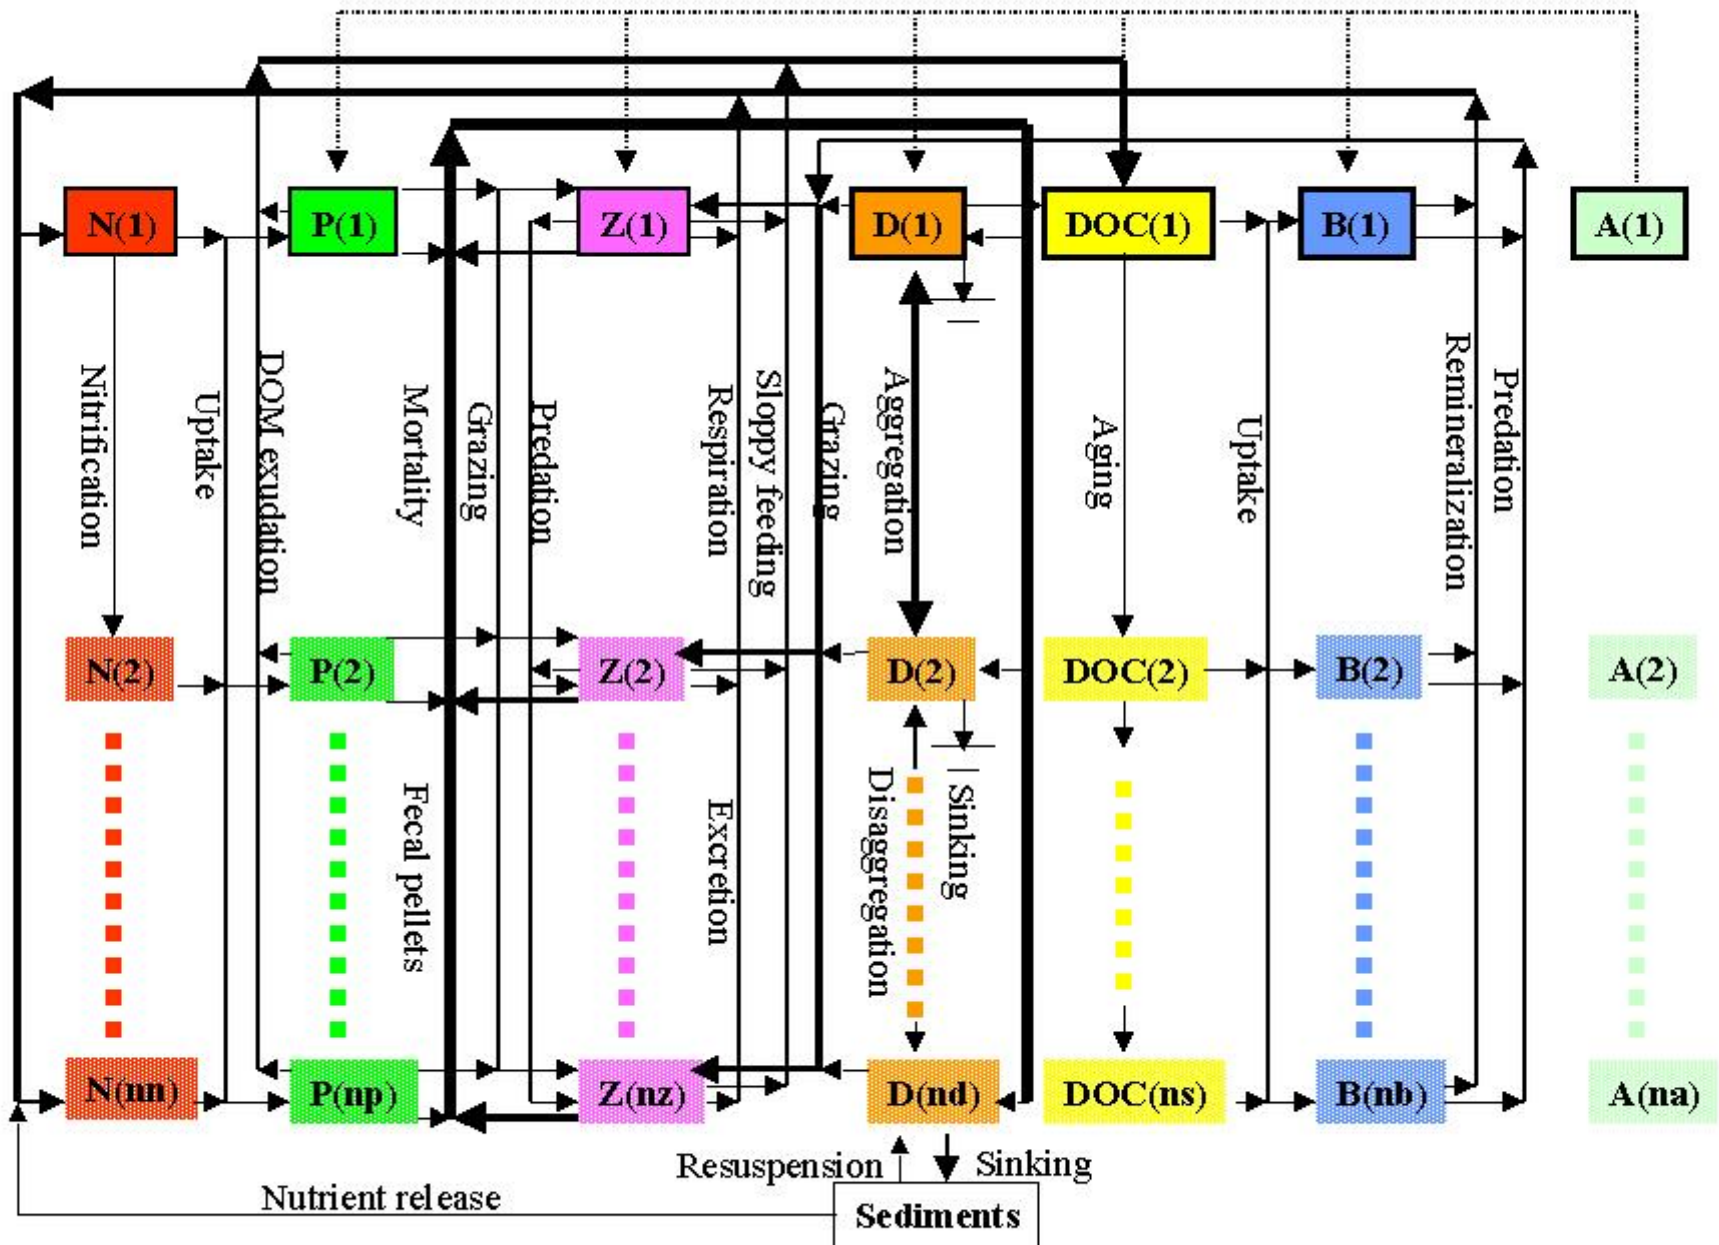 N(1)
P(1)
Z(1)
D(1)
DOC(1)
B(1)
A(1)
Nitrification
Uptake
DOM exudation
Mortality
Grazing
Predation
Respiration
Sloppy feeding
Grazing
Aggregation
Aging
Uptake
Remineralization
Predation
N(2)
P(2)
Z(2)
D(2)
DOC(2)
B(2)
A(2)
Fecal pellets
Excretion
Disaggregation
Sinking
N(nn)
P(np)
Z(nz)
D(nd)
DOC(ns)
B(nb)
A(na)
Resuspension
Sinking
Nutrient release
Sediments